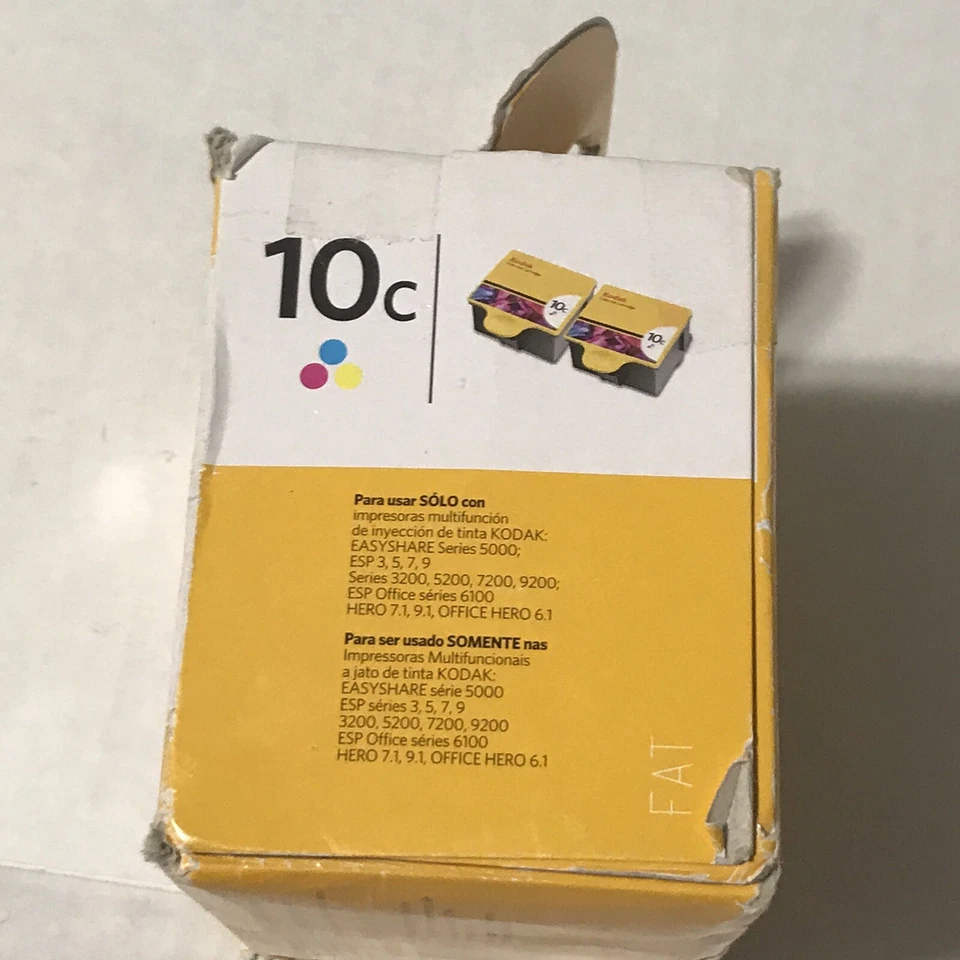 10c
Kodak
10c
Kodak
10c
Para usar SÓLO con
impresoras multifunción
de inyección de tinta KODAK:
EASYSHARE Series 5000;
ESP 3, 5, 7, 9
Series 3200, 5200, 7200, 9200;
ESP Office séries 6100
HERO 7.1, 9.1, OFFICE HERO 6.1
Para ser usado SOMENTE nas
Impressoras Multifuncionais
a jato de tinta KODAK:
EASYSHARE série 5000
ESP séries 3, 5, 7, 9
3200, 5200, 7200, 9200
ESP Office séries 6100
HERO 7.1, 9.1, OFFICE HERO 6.1
FAT